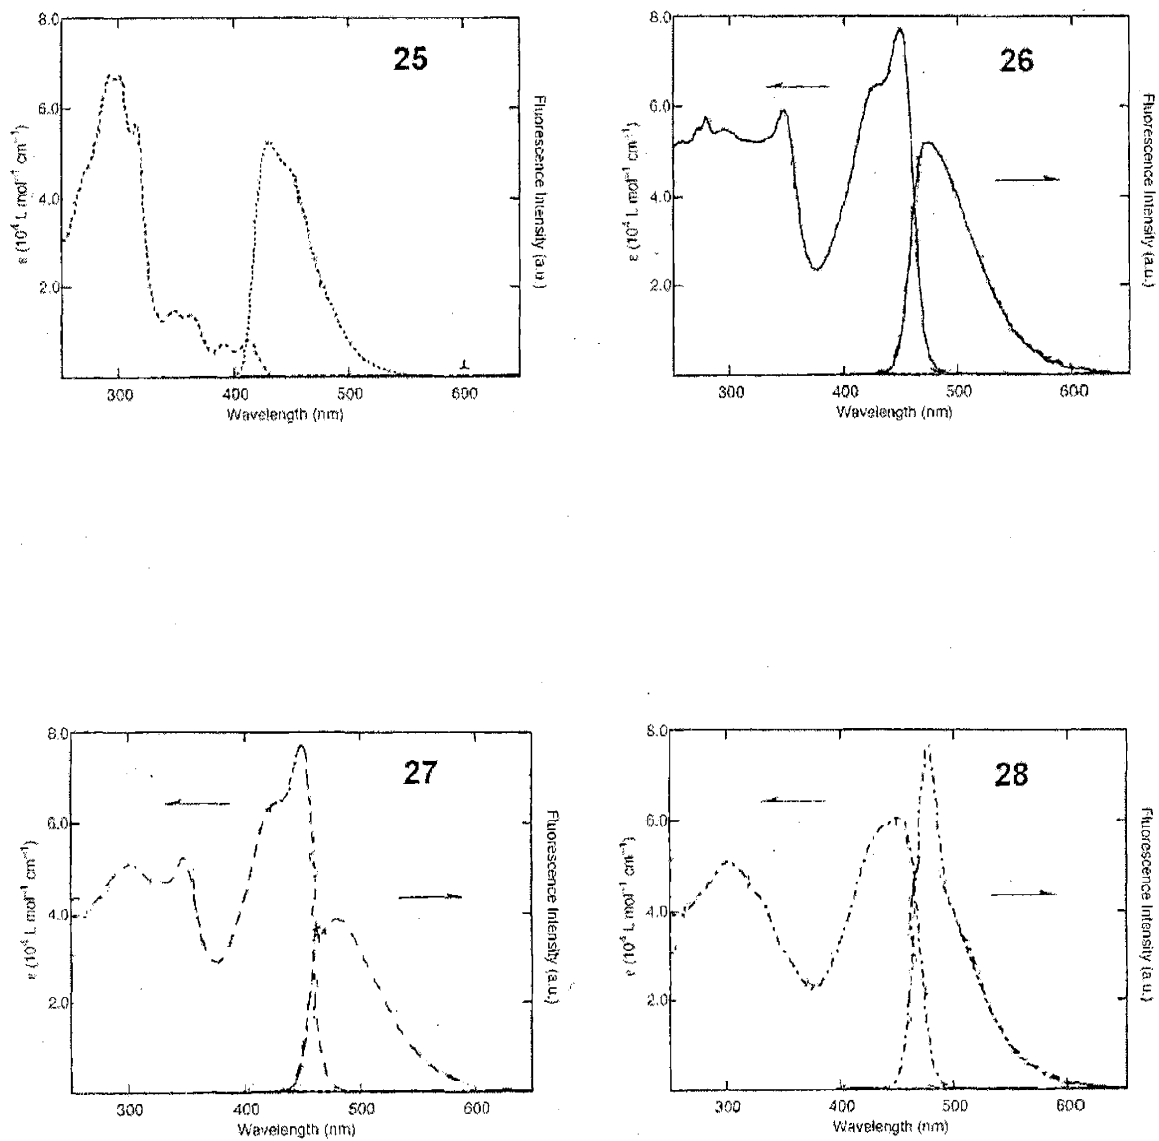 25
8.0
6.0
4.0
2.0
ε (10⁴ L mol⁻¹ cm⁻¹)
Fluorescence Intensity (a.u.)
300 400 500 600
Wavelength (nm)
26
8.0
6.0
4.0
2.0
ε (10⁴ L mol⁻¹ cm⁻¹)
Fluorescence Intensity (a.u.)
300 400 500 600
Wavelength (nm)
27
8.0
6.0
4.0
2.0
ε (10⁴ L mol⁻¹ cm⁻¹)
Fluorescence Intensity (a.u.)
300 400 500 600
Wavelength (nm)
28
8.0
6.0
4.0
2.0
ε (10⁴ L mol⁻¹ cm⁻¹)
Fluorescence Intensity (a.u.)
300 400 500 600
Wavelength (nm)